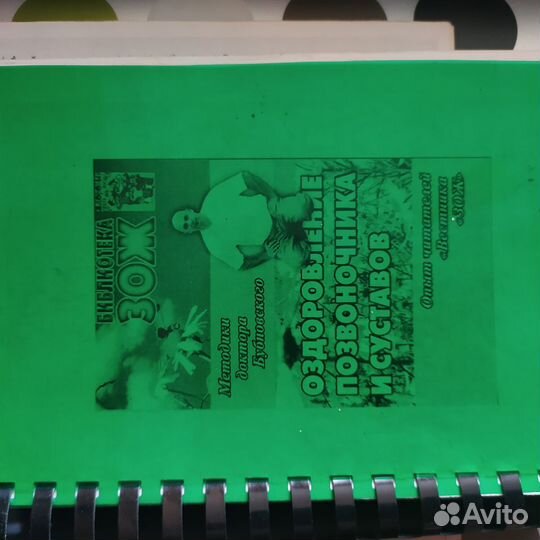 БИБЛИОТЕКА
ЗОЖ
Методики
доктора
Бубновского
ОЗДОРОВЛЕНИЕ
ПОЗВОНОЧНИКА
И СУСТАВОВ
Опыт читателей
«Вестника
«ЗОЖ»
Avito